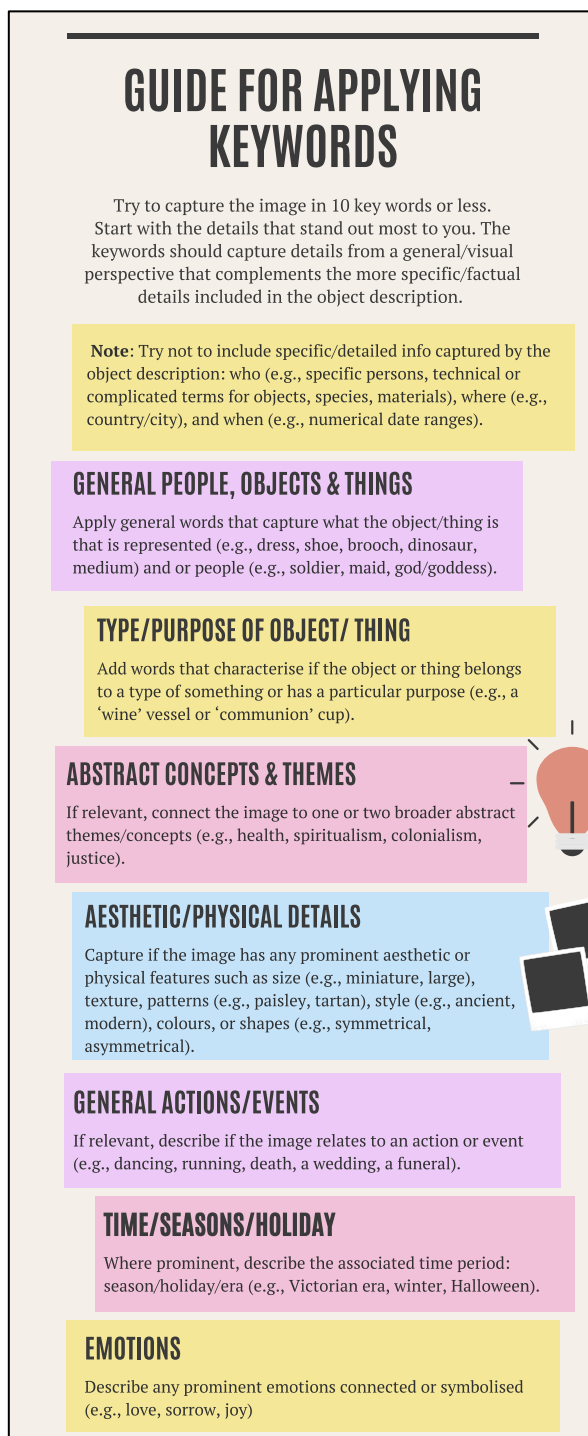 GUIDE FOR APPLYING
KEYWORDS
Try to capture the image in 10 key words or less.
Start with the details that stand out most to you. The
keywords should capture details from a general/visual
perspective that complements the more specific/factual
details included in the object description.
Note: Try not to include specific/detailed info captured by the
object description: who (e.g., specific persons, technical or
complicated terms for objects, species, materials), where (e.g.,
country/city), and when (e.g., numerical date ranges).
GENERAL PEOPLE, OBJECTS & THINGS
Apply general words that capture what the object/thing is
that is represented (e.g., dress, shoe, brooch, dinosaur,
medium) and or people (e.g., soldier, maid, god/goddess).
TYPE/PURPOSE OF OBJECT/ THING
Add words that characterise if the object or thing belongs
to a type of something or has a particular purpose (e.g., a
‘wine’ vessel or ‘communion’ cup).
ABSTRACT CONCEPTS & THEMES
If relevant, connect the image to one or two broader abstract
themes/concepts (e.g., health, spiritualism, colonialism,
justice).
AESTHETIC/PHYSICAL DETAILS
Capture if the image has any prominent aesthetic or
physical features such as size (e.g., miniature, large),
texture, patterns (e.g., paisley, tartan), style (e.g., ancient,
modern), colours, or shapes (e.g., symmetrical,
asymmetrical).
GENERAL ACTIONS/EVENTS
If relevant, describe if the image relates to an action or event
(e.g., dancing, running, death, a wedding, a funeral).
TIME/SEASONS/HOLIDAY
Where prominent, describe the associated time period:
season/holiday/era (e.g., Victorian era, winter, Halloween).
EMOTIONS
Describe any prominent emotions connected or symbolised
(e.g., love, sorrow, joy)